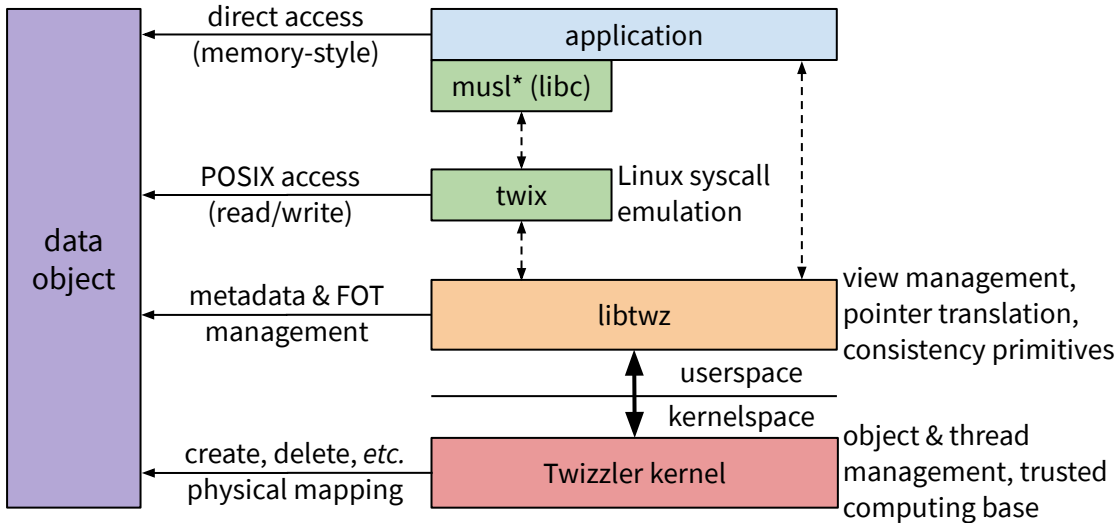 direct access
(memory-style)
application
musl* (libc)
POSIX access
(read/write)
twix
Linux syscall
emulation
data
object
metadata & FOT
management
libtwz
view management,
pointer translation,
consistency primitives
userspace
kernelspace
create, delete, etc.
physical mapping
Twizzler kernel
object & thread
management, trusted
computing base